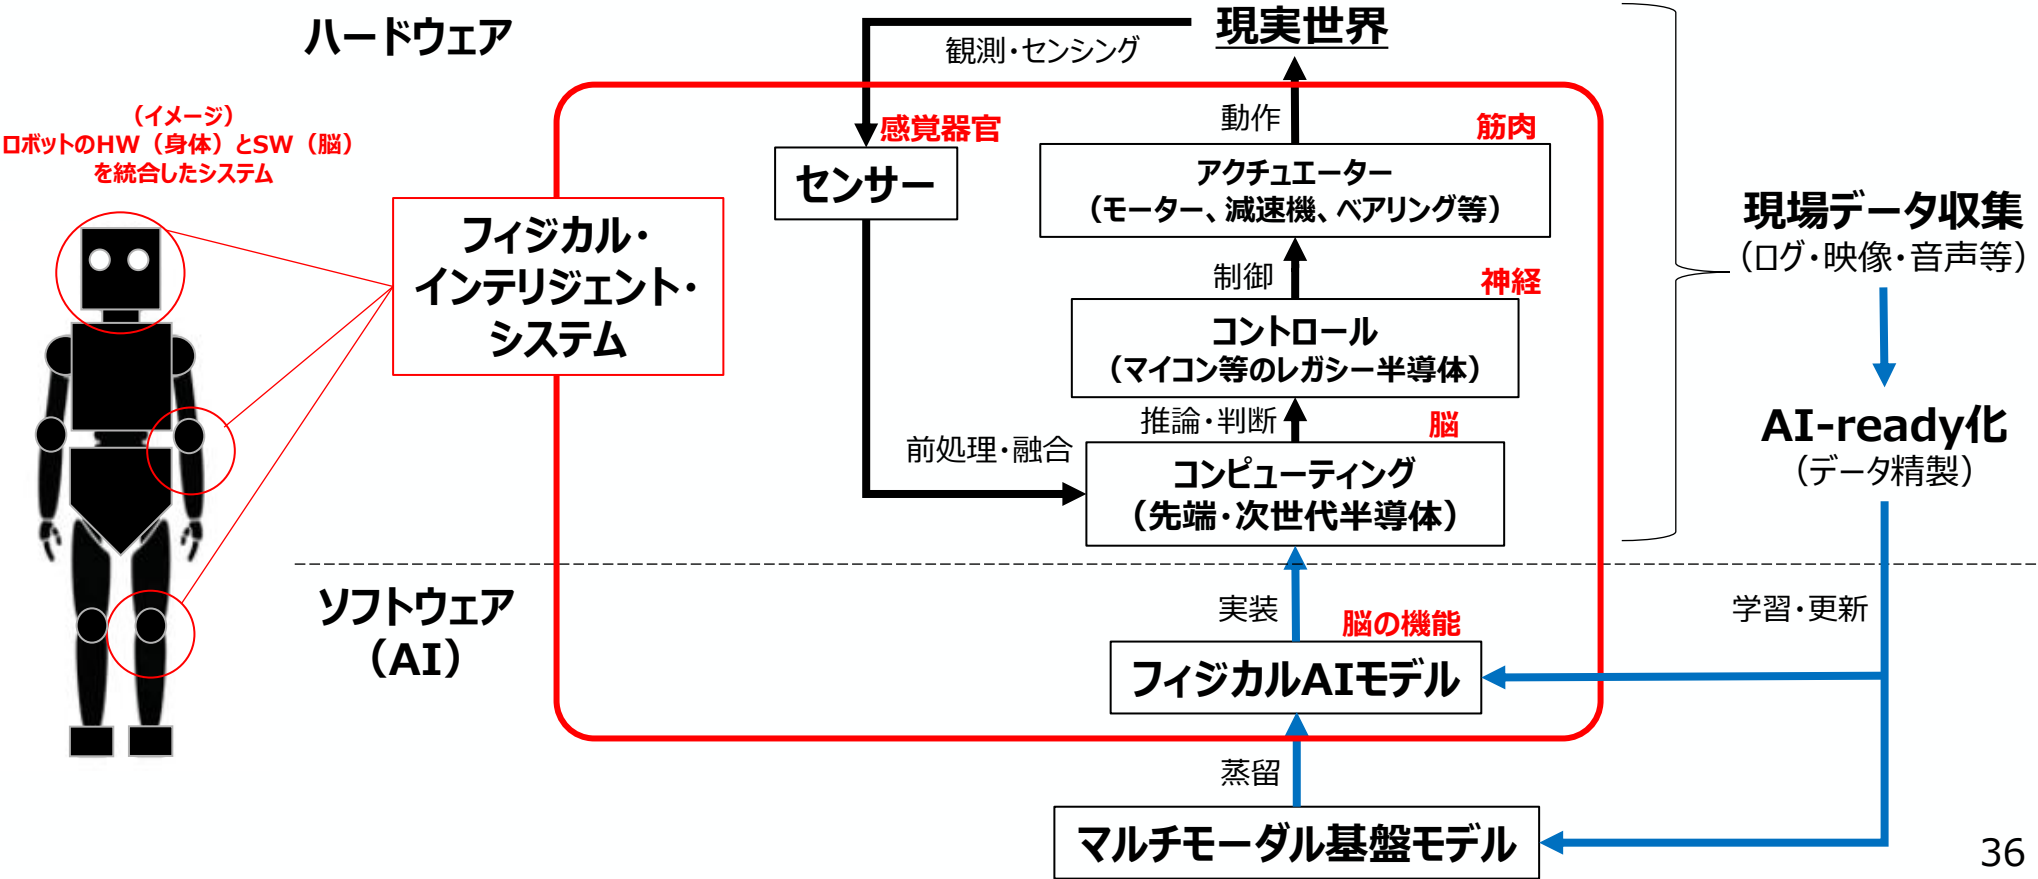 ハードウェア
現実世界
観測・センシング
（イメージ）
ロボットのHW（身体）とSW（脳）
を統合したシステム
動作
感覚器官
筋肉
センサー
アクチュエーター
（モーター、減速機、ベアリング等）
フィジカル・
インテリジェント・
システム
現場データ収集
（ログ・映像・音声等）
制御
神経
コントロール
（マイコン等のレガシー半導体）
推論・判断
脳
前処理・融合
コンピューティング
（先端・次世代半導体）
AI-ready化
（データ精製）
ソフトウェア
（AI）
実装
脳の機能
学習・更新
フィジカルAIモデル
蒸留
マルチモーダル基盤モデル
36